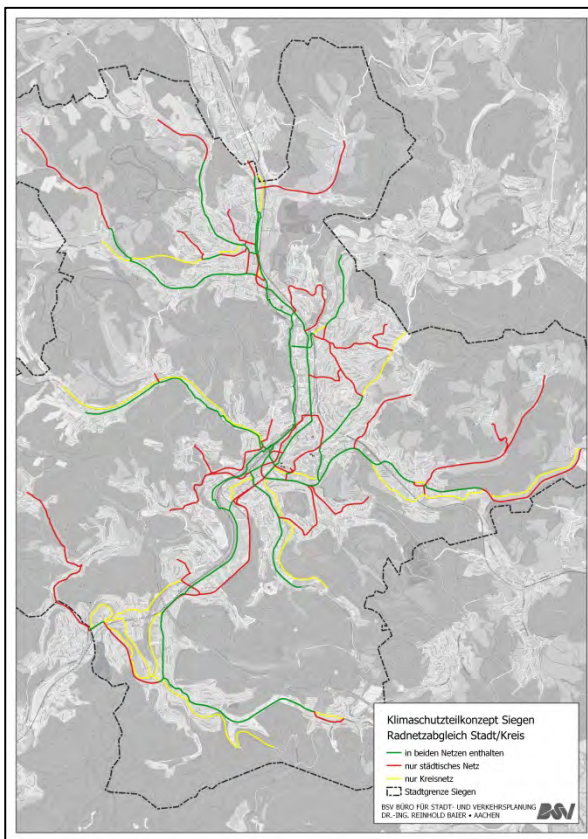 Klimaschutzteilkonzept Siegen
Radnetzabgleich Stadt/Kreis
in beiden Netzen enthalten
nur städtisches Netz
nur Kreisnetz
Stadtgrenze Siegen
BSV BÜRO FÜR STADT- UND VERKEHRSPLANUNG
DR.-ING. REINHOLD BAIER • AACHEN
BSV